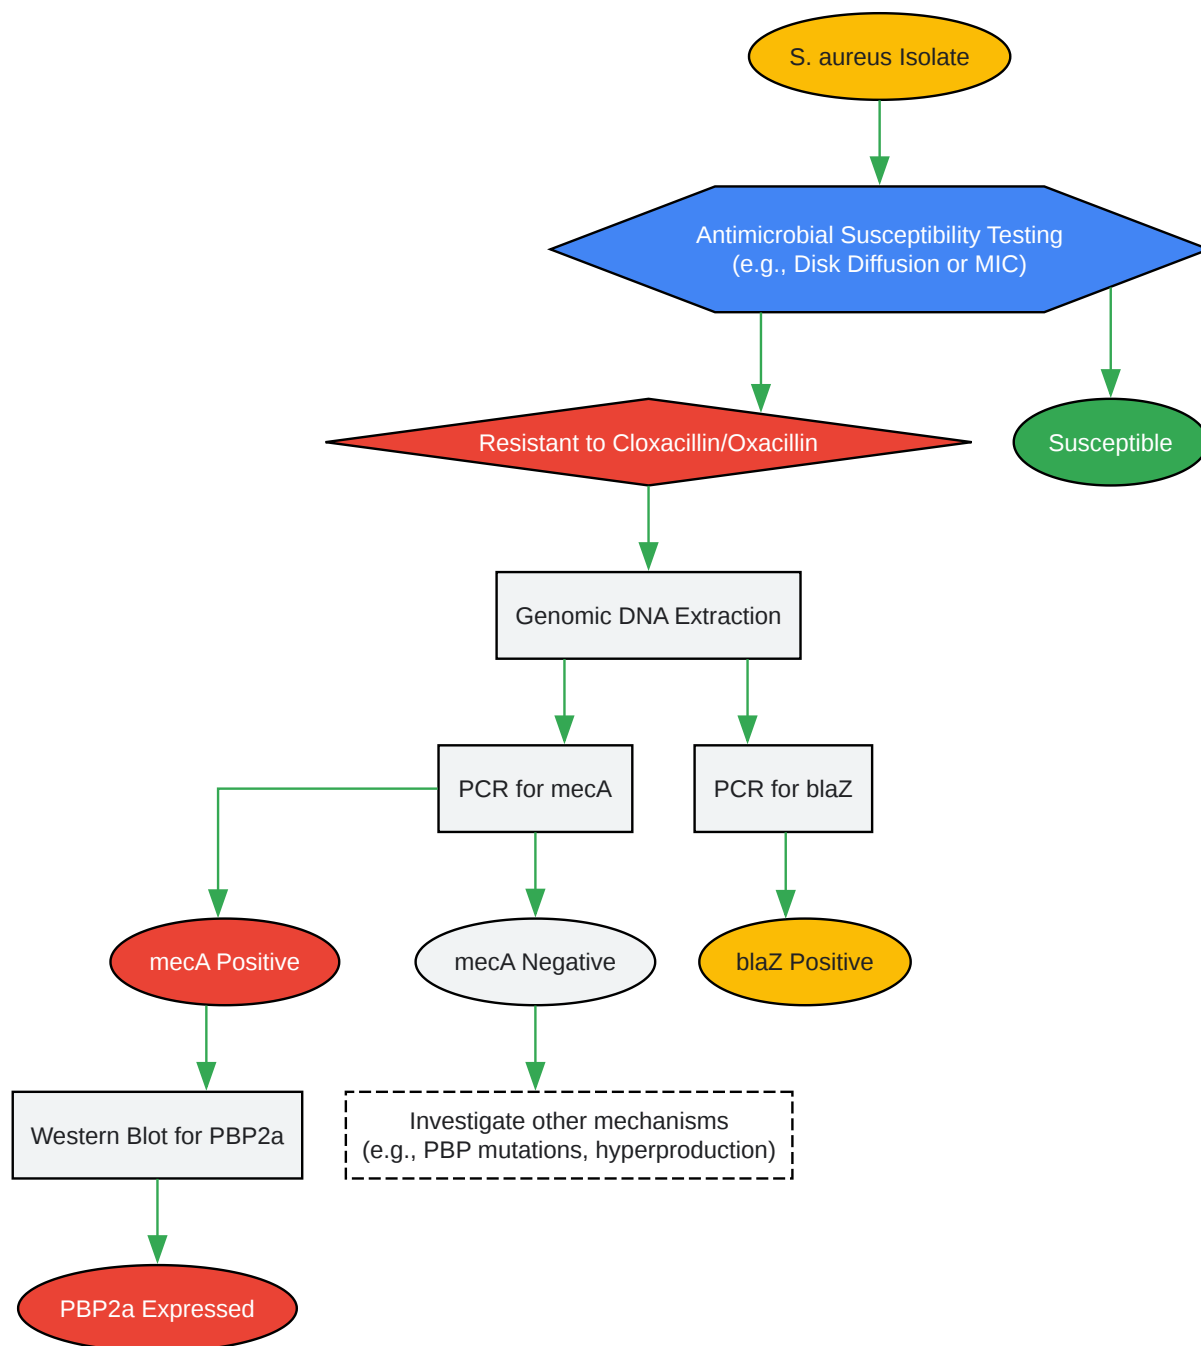 S. aureus Isolate
Antimicrobial Susceptibility Testing
(e.g., Disk Diffusion or MIC)
Resistant to Cloxacillin/Oxacillin
Susceptible
Genomic DNA Extraction
PCR for mecA
PCR for blaZ
mecA Positive
mecA Negative
blaZ Positive
Western Blot for PBP2a
Investigate other mechanisms
(e.g., PBP mutations, hyperproduction)
PBP2a Expressed